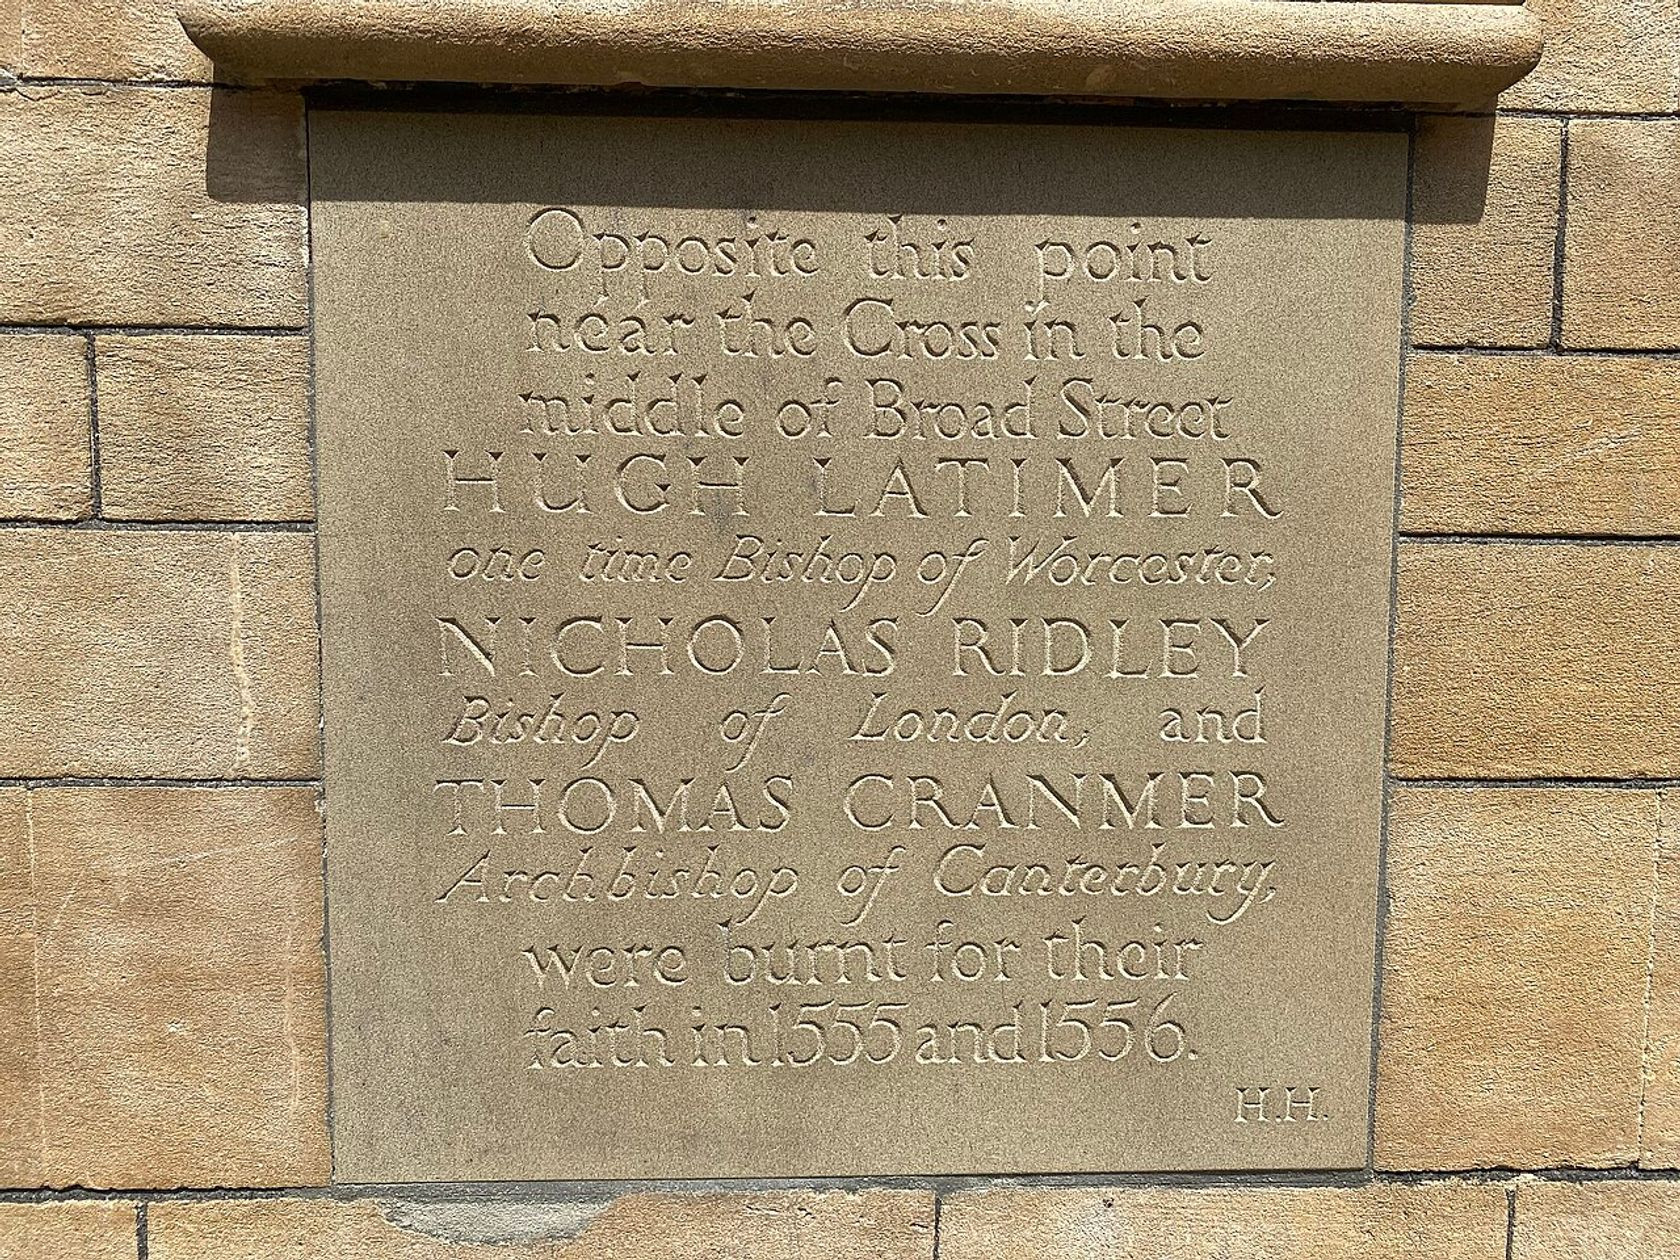 Opposite this point
near the Cross in the
middle of Broad Street
HUGH LATIMER
one time Bishop of Worcester,
NICHOLAS RIDLEY
Bishop of London, and
THOMAS CRANMER
Archbishop of Canterbury,
were burnt for their
faith in 1555 and 1556.
H.H.